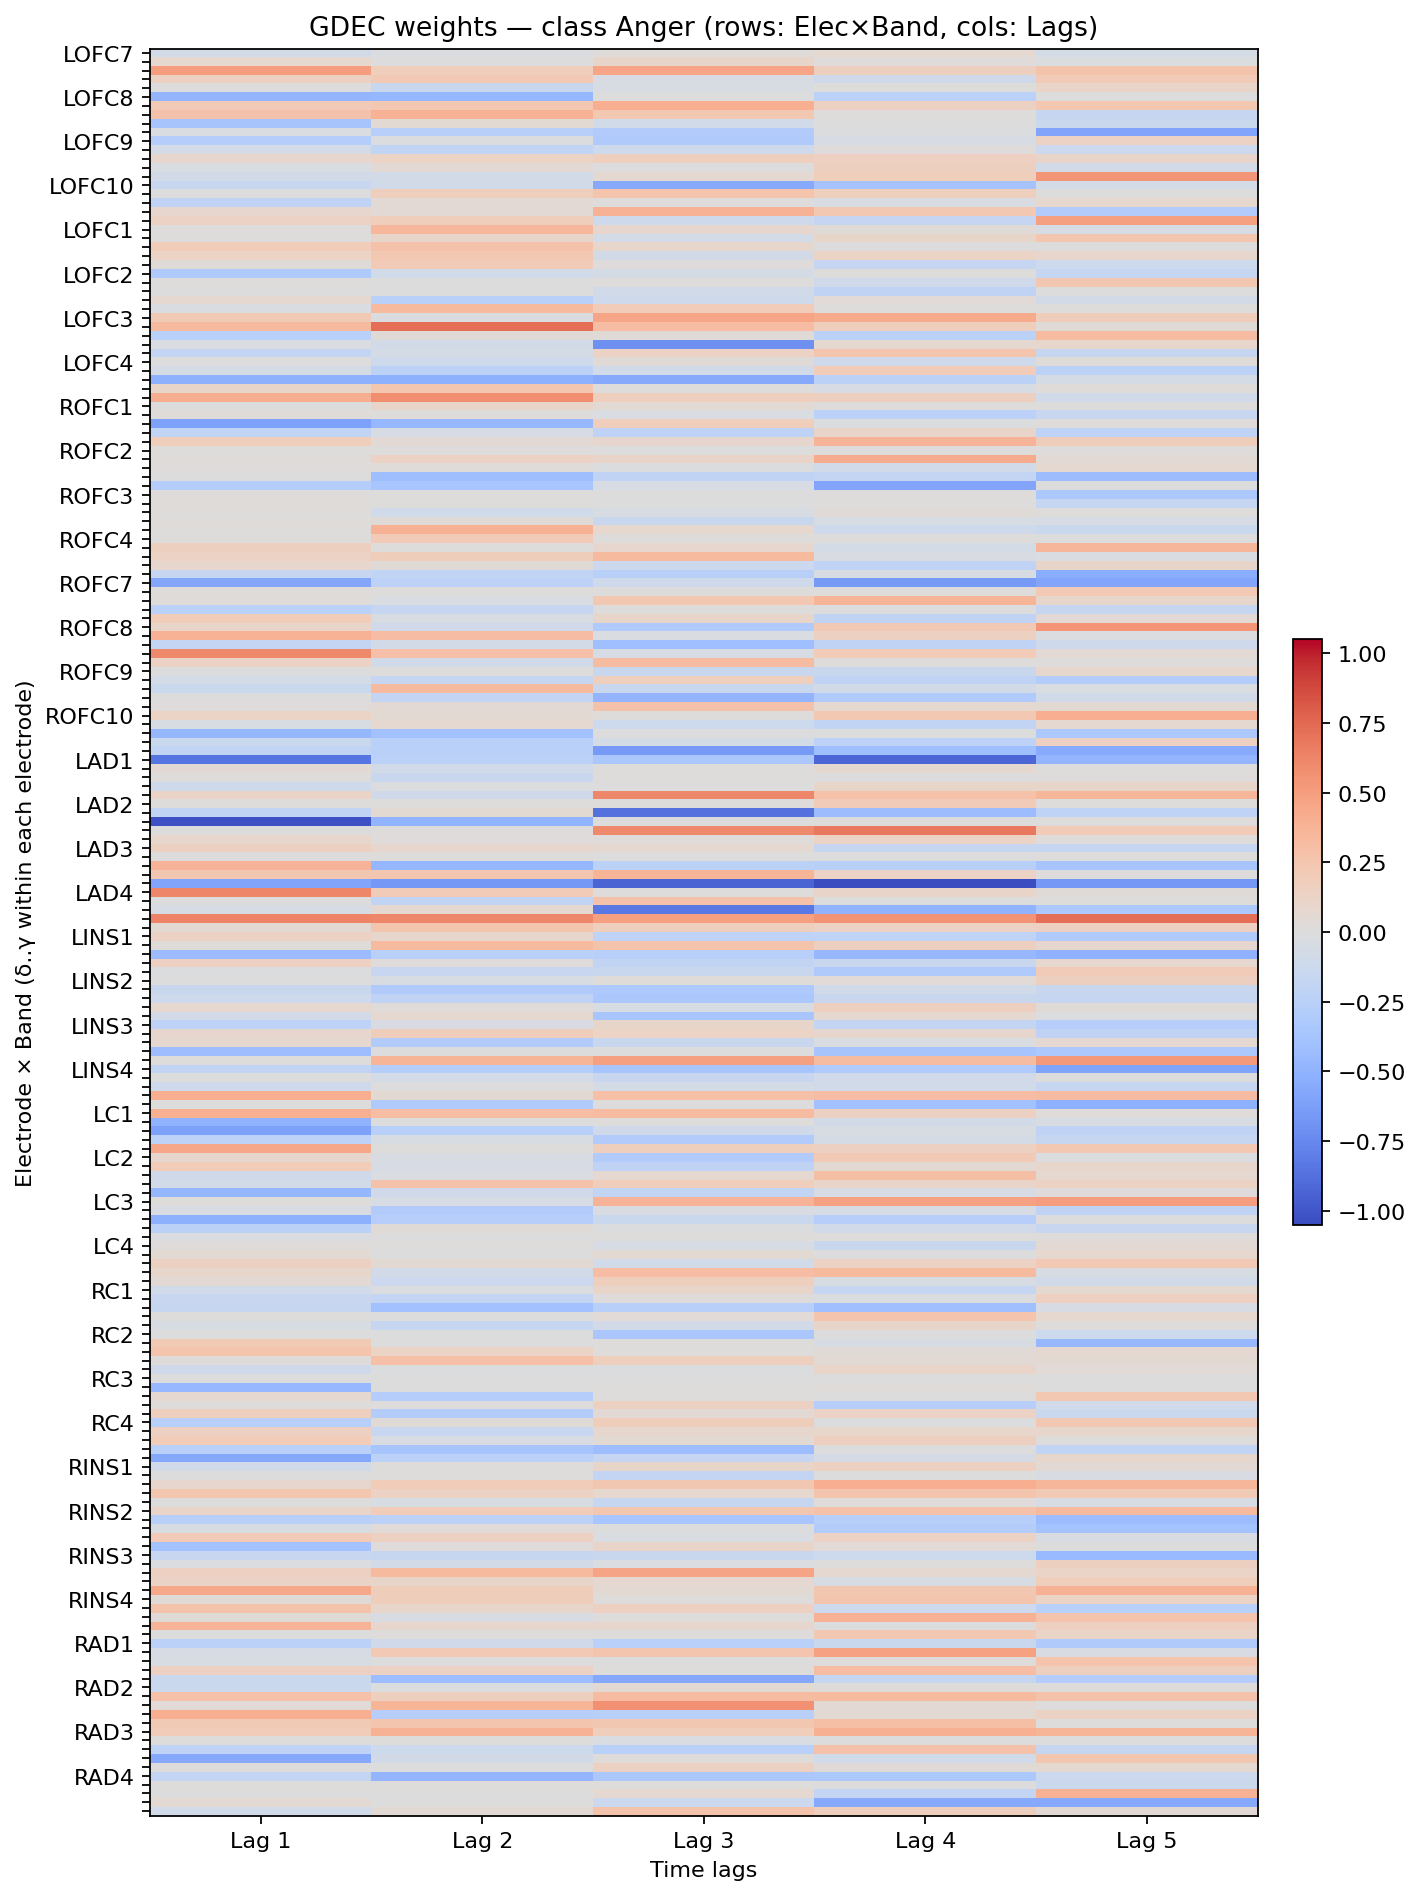 GDEC weights — class Anger (rows: Elec×Band, cols: Lags)
LOFC7
LOFC8
LOFC9
LOFC10
LOFC1
LOFC2
LOFC3
LOFC4
ROFC1
ROFC2
ROFC3
ROFC4
ROFC7
ROFC8
ROFC9
ROFC10
LAD1
LAD2
LAD3
LAD4
LINS1
LINS2
LINS3
LINS4
LC1
LC2
LC3
LC4
RC1
RC2
RC3
RC4
RINS1
RINS2
RINS3
RINS4
RAD1
RAD2
RAD3
RAD4
Electrode × Band (δ..γ within each electrode)
Lag 1 Lag 2 Lag 3 Lag 4 Lag 5
Time lags
1.00
0.75
0.50
0.25
0.00
−0.25
−0.50
−0.75
−1.00